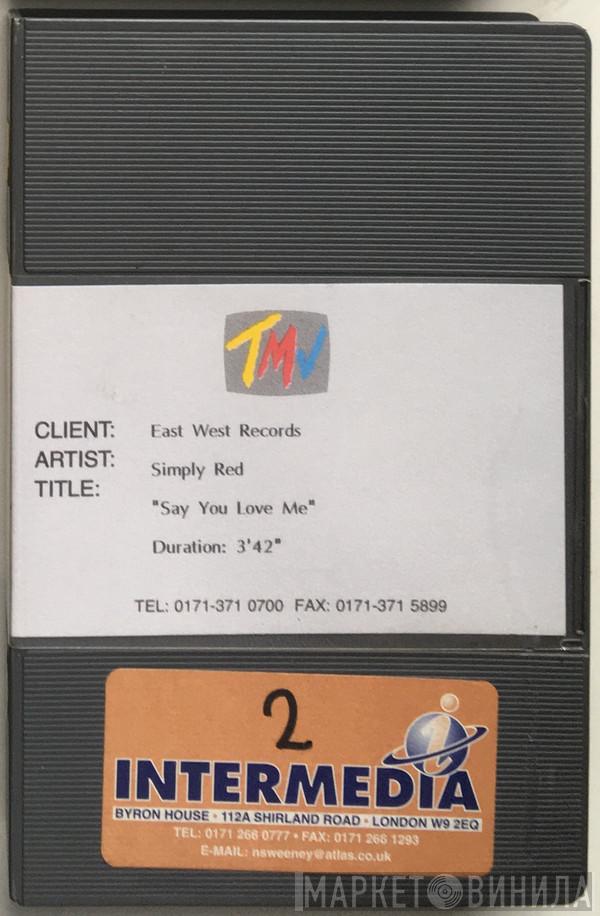 TMV
CLIENT: East West Records
ARTIST: Simply Red
TITLE: "Say You Love Me"
Duration: 3'42"
TEL: 0171-371 0700 FAX: 0171-371 5899
2
i
INTERMEDIA
BYRON HOUSE • 112A SHIRLAND ROAD • LONDON W9 2EQ
TEL: 0171 266 0777 • FAX: 0171 266 1293
E-MAIL: nsweeney@atlas.co.uk
МАРКЕТ ВИНИЛА